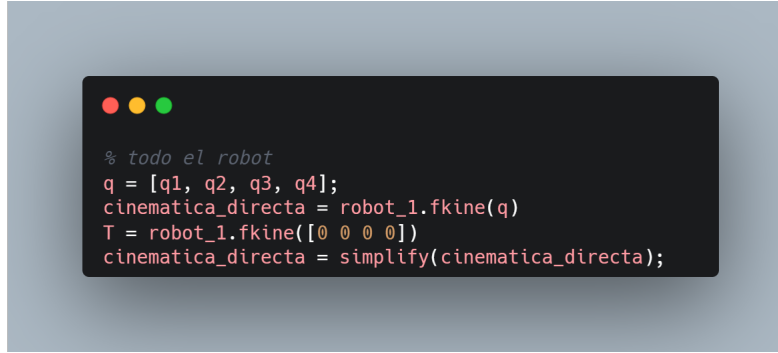 % todo el robot
q = [q1, q2, q3, q4];
cinematica_directa = robot_1.fkine(q)
T = robot_1.fkine([0 0 0 0])
cinematica_directa = simplify(cinematica_directa);